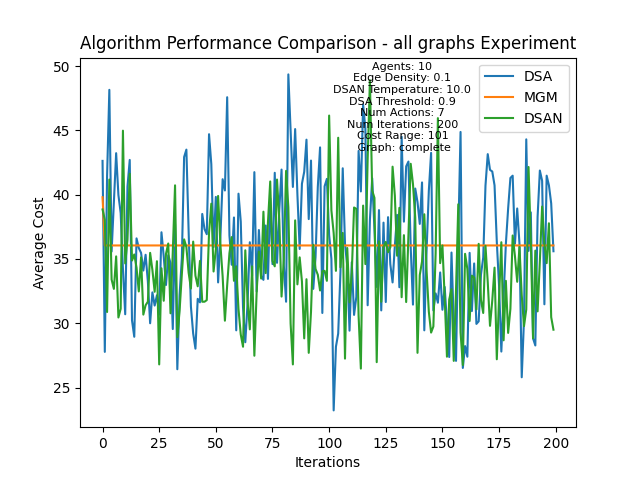 Algorithm Performance Comparison - all graphs Experiment
Agents: 10
Edge Density: 0.1
DSAN Temperature: 10.0
DSA Threshold: 0.9
Num Actions: 7
Num Iterations: 200
Cost Range: 101
Graph: complete
DSA
MGM
DSAN
Average Cost
50
45
40
35
30
25
0 25 50 75 100 125 150 175 200
Iterations